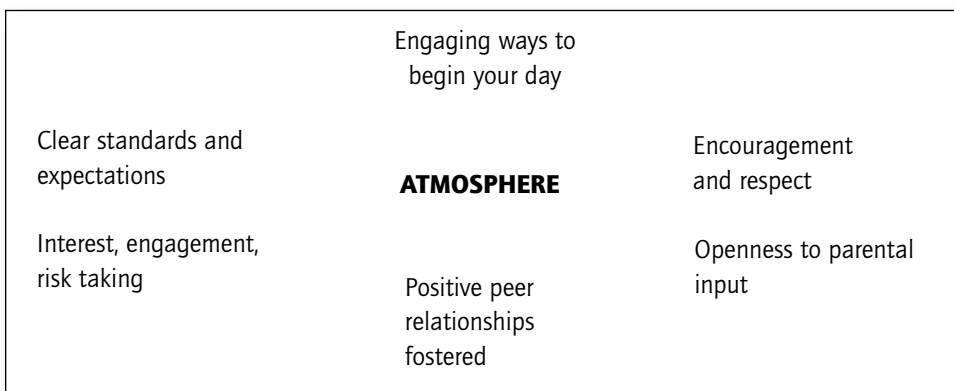 Engaging ways to
begin your day
Clear standards and
expectations
Encouragement
and respect
ATMOSPHERE
Interest, engagement,
risk taking
Openness to parental
input
Positive peer
relationships
fostered